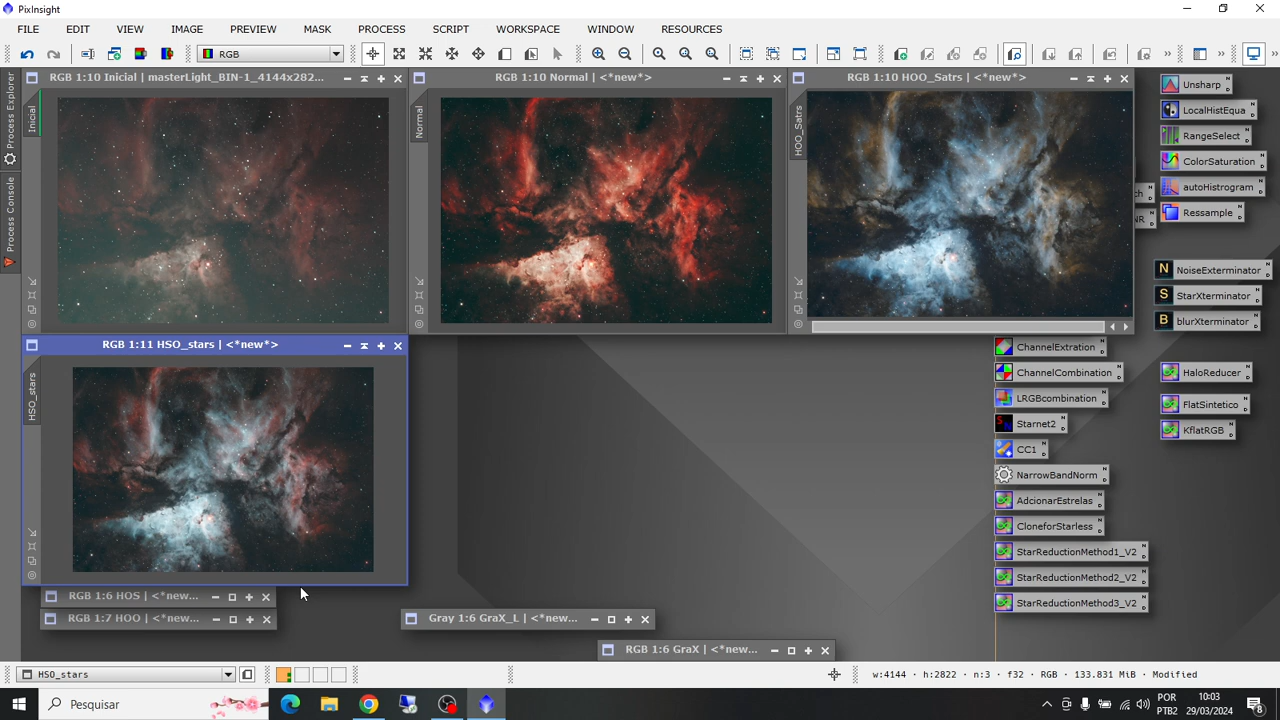 PixInsight
FILE EDIT VIEW IMAGE PREVIEW MASK PROCESS SCRIPT WORKSPACE WINDOW RESOURCES
RGB
Process Explorer
Process Console
RGB 1:10 Inicial | masterLight_BIN-1_4144x282...
Inicial
RGB 1:10 Normal | <*new*>
Normal
RGB 1:10 HOO_Satrs | <*new*>
HOO_Satrs
RGB 1:11 HSO_stars | <*new*>
HSO_stars
RGB 1:6 HOS | <*new...
RGB 1:7 HOO | <*new...
Gray 1:6 GraX_L | <*new*...
RGB 1:6 GraX | <*new*...
Unsharp
LocalHistEqua
RangeSelect
ColorSaturation
autoHistrogram
Ressample
NoiseExterminator
StarXterminator
blurXterminator
HaloReducer
FlatSintetico
KflatRGB
ChannelExtration
ChannelCombination
LRGBcombination
Starnet2
CC1
NarrowBandNorm
AdcionarEstrelas
CloneforStarless
StarReductionMethod1_V2
StarReductionMethod2_V2
StarReductionMethod3_V2
HSO_stars
w:4144 · h:2822 · n:3 · f32 · RGB · 133.831 MiB · Modified
Pesquisar
POR
PTB2
10:03
29/03/2024
8